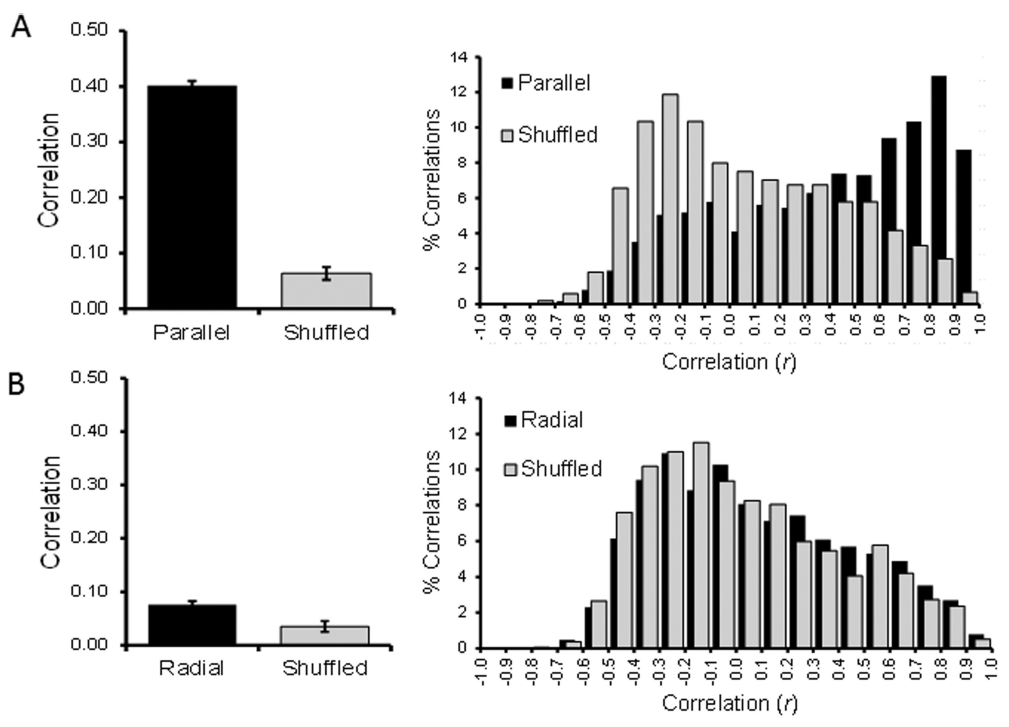 A
0.50
0.40
0.30
0.20
0.10
0.00
Correlation
Parallel Shuffled
14
12
10
8
6
4
2
0
% Correlations
Parallel
Shuffled
-1.0 -0.9 -0.8 -0.7 -0.6 -0.5 -0.4 -0.3 -0.2 -0.1 0.0 0.1 0.2 0.3 0.4 0.5 0.6 0.7 0.8 0.9 1.0
Correlation (r)
B
0.50
0.40
0.30
0.20
0.10
0.00
Correlation
Radial Shuffled
14
12
10
8
6
4
2
0
% Correlations
Radial
Shuffled
-1.0 -0.9 -0.8 -0.7 -0.6 -0.5 -0.4 -0.3 -0.2 -0.1 0.0 0.1 0.2 0.3 0.4 0.5 0.6 0.7 0.8 0.9 1.0
Correlation (r)